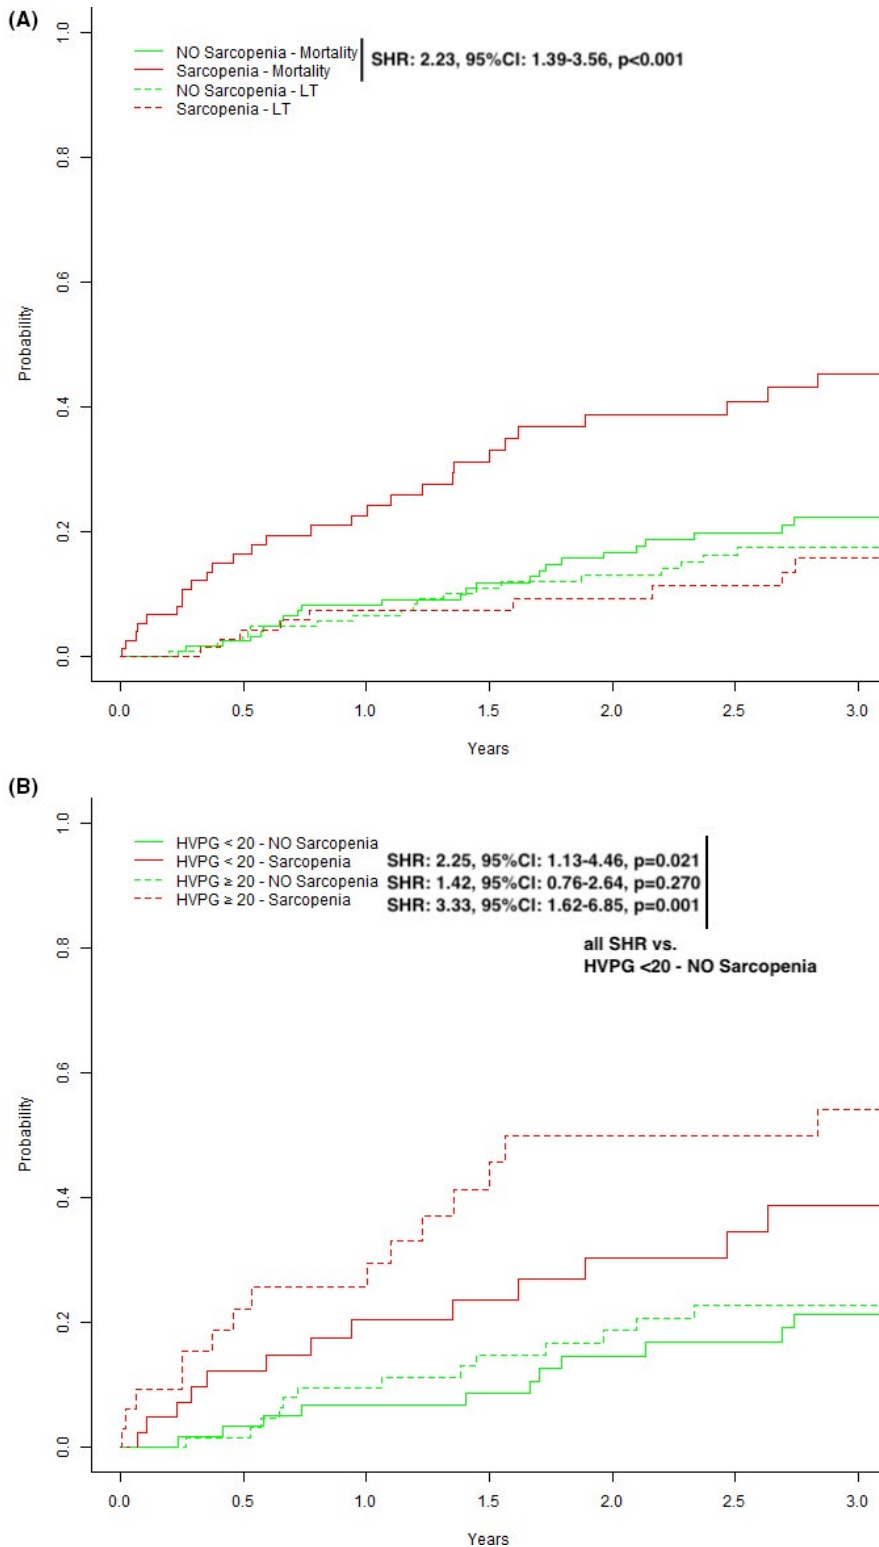 (A)
1.0
0.8
0.6
0.4
0.2
0.0
Probability
NO Sarcopenia - Mortality
Sarcopenia - Mortality
NO Sarcopenia - LT
Sarcopenia - LT
SHR: 2.23, 95%CI: 1.39-3.56, p<0.001
0.0 0.5 1.0 1.5 2.0 2.5 3.0
Years
(B)
1.0
0.8
0.6
0.4
0.2
0.0
Probability
HVPG < 20 - NO Sarcopenia
HVPG < 20 - Sarcopenia
HVPG ≥ 20 - NO Sarcopenia
HVPG ≥ 20 - Sarcopenia
SHR: 2.25, 95%CI: 1.13-4.46, p=0.021
SHR: 1.42, 95%CI: 0.76-2.64, p=0.270
SHR: 3.33, 95%CI: 1.62-6.85, p=0.001
all SHR vs.
HVPG <20 - NO Sarcopenia
0.0 0.5 1.0 1.5 2.0 2.5 3.0
Years